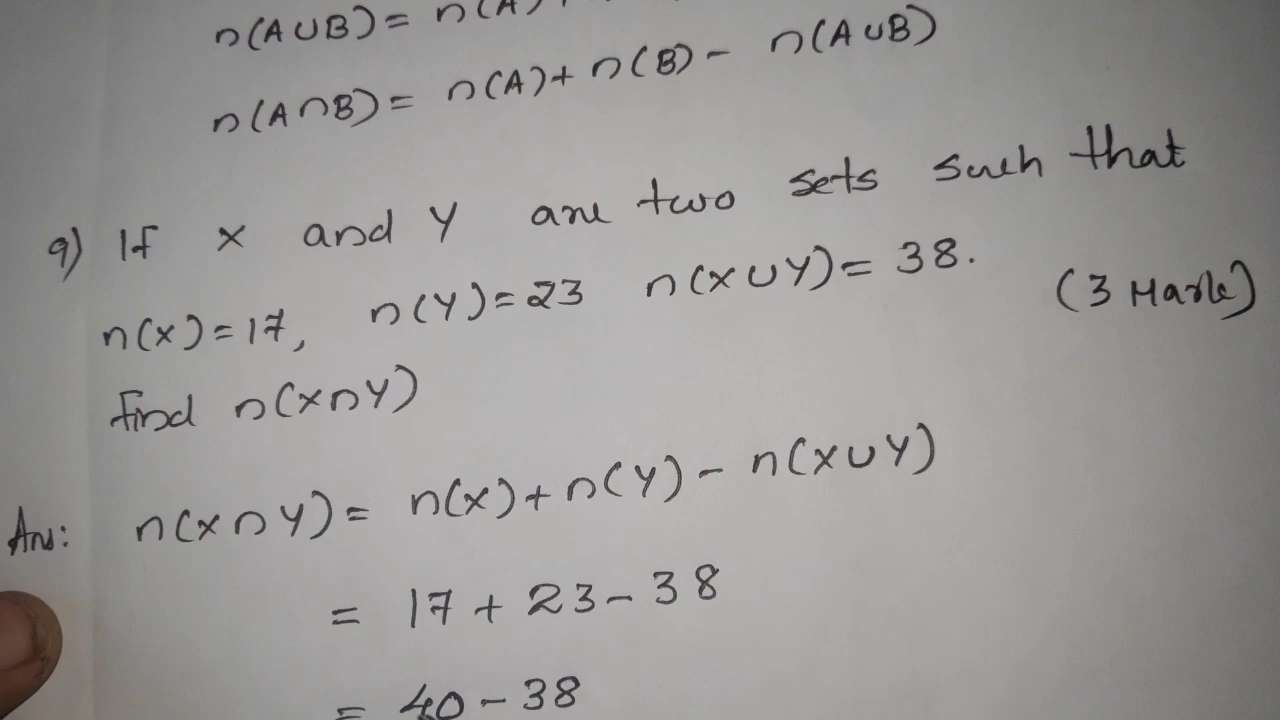 n(A∪B) = n(A)
n(A∩B) = n(A) + n(B) - n(A∪B)
9) If X and Y are two sets such that
n(X) = 17, n(Y) = 23 n(X∪Y) = 38.
(3 Mark)
find n(X∩Y)
Ans: n(X∩Y) = n(X) + n(Y) - n(X∪Y)
= 17 + 23 - 38
= 40 - 38